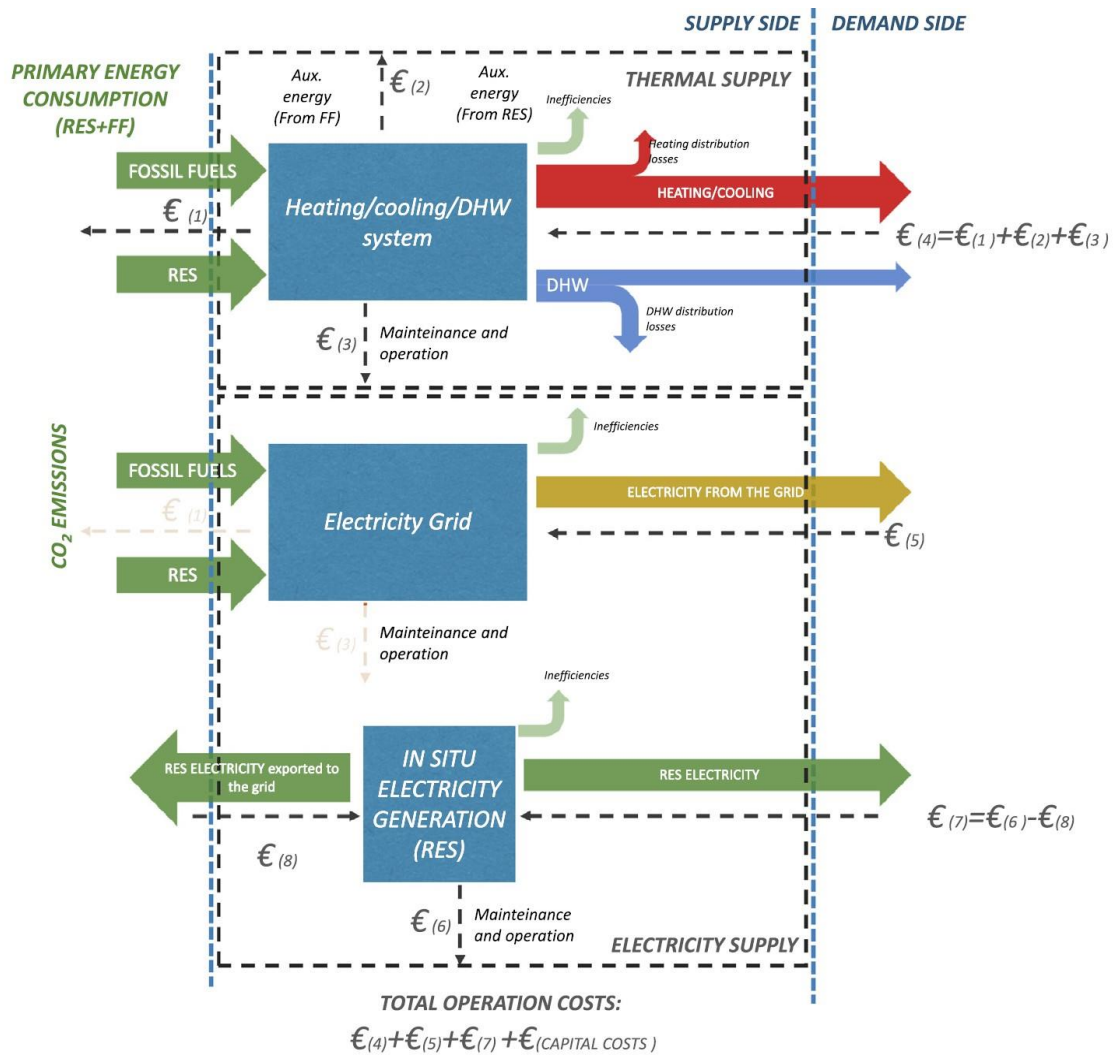 SUPPLY SIDE
DEMAND SIDE
PRIMARY ENERGY
CONSUMPTION
(RES+FF)
Aux.
energy
(From FF)
€ (2)
Aux.
energy
(From RES)
THERMAL SUPPLY
Inefficiencies
FOSSIL FUELS
Heating distribution
losses
HEATING/COOLING
€ (1)
Heating/cooling/DHW
system
€ (4)=€(1 )+€(2)+€(3 )
RES
DHW
DHW distribution
losses
€ (3)
Mainteinance and
operation
CO2 EMISSIONS
Inefficiencies
FOSSIL FUELS
ELECTRICITY FROM THE GRID
€ (1)
Electricity Grid
€ (5)
RES
€ (3)
Mainteinance and
operation
Inefficiencies
RES ELECTRICITY exported to
the grid
IN SITU
ELECTRICITY
GENERATION
(RES)
RES ELECTRICITY
€ (7)=€(6 )-€(8)
€ (8)
€ (6)
Mainteinance
and operation
ELECTRICITY SUPPLY
TOTAL OPERATION COSTS:
€(4)+€(5)+€(7) +€(CAPITAL COSTS )